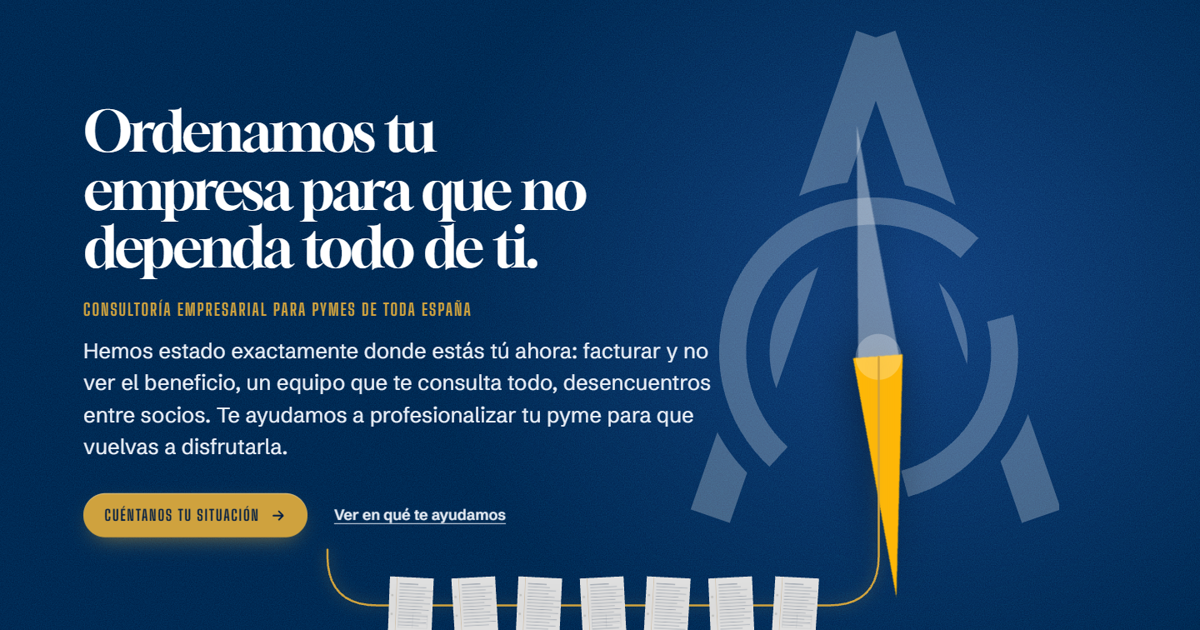 Ordenamos tu
empresa para que no
dependa todo de ti.
CONSULTORÍA EMPRESARIAL PARA PYMES DE TODA ESPAÑA
Hemos estado exactamente donde estás tú ahora: facturar y no
ver el beneficio, un equipo que te consulta todo, desencuentros
entre socios. Te ayudamos a profesionalizar tu pyme para que
vuelvas a disfrutarla.
CUÉNTANOS TU SITUACIÓN →
Ver en qué te ayudamos